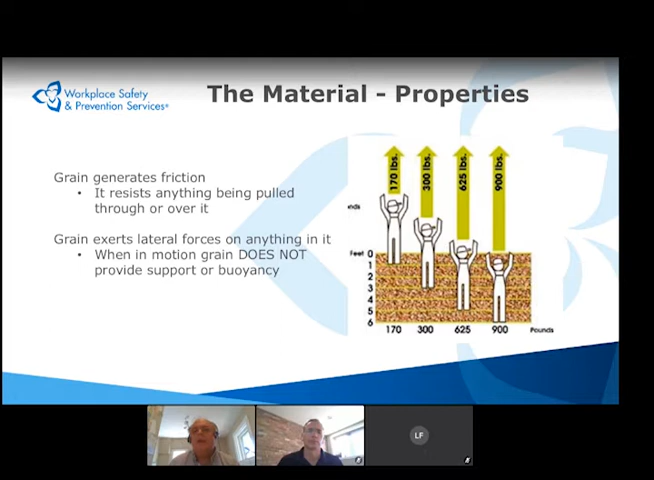 Workplace Safety
& Prevention Services
The Material - Properties
Grain generates friction
• It resists anything being pulled
through or over it
Grain exerts lateral forces on anything in it
• When in motion grain DOES NOT
provide support or buoyancy
170 lbs.
300 lbs.
625 lbs.
900 lbs.
nds
Feet 0
1
2
3
4
5
6
170 300 625 900 Pounds
LF